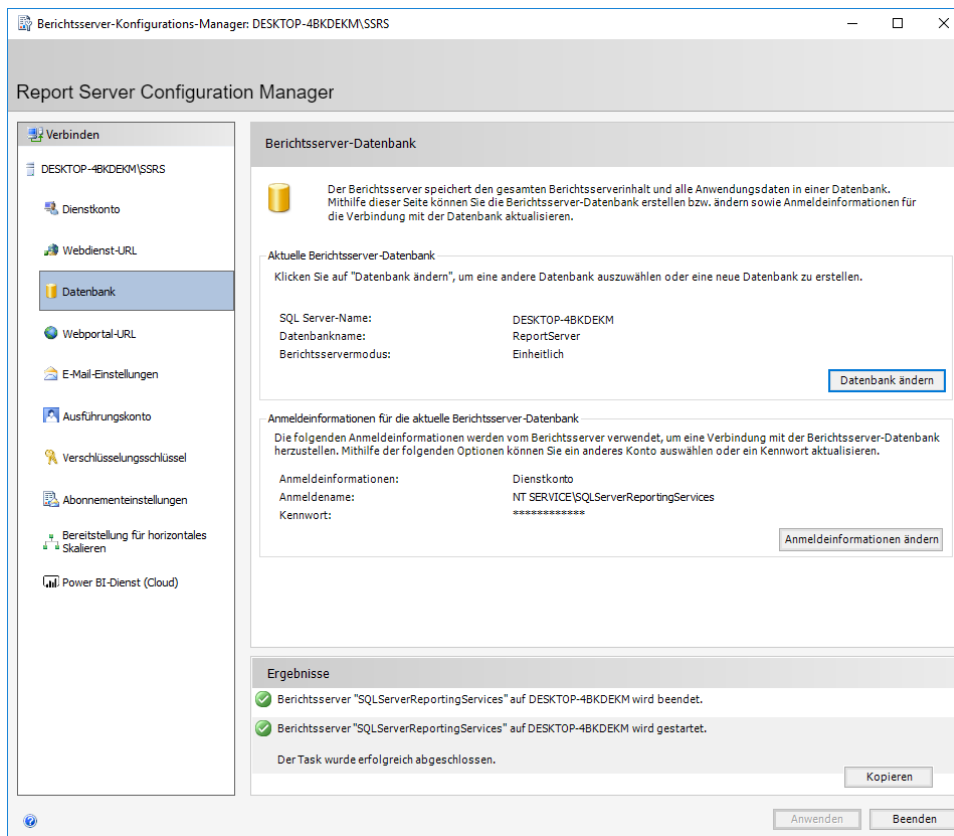 Berichtsserver-Konfigurations-Manager: DESKTOP-4BKDEKM\SSRS
Report Server Configuration Manager
Verbinden
DESKTOP-4BKDEKM\SSRS
Dienstkonto
Webdienst-URL
Datenbank
Webportal-URL
E-Mail-Einstellungen
Ausführungskonto
Verschlüsselungsschlüssel
Abonnementeinstellungen
Bereitstellung für horizontales
Skalieren
Power BI-Dienst (Cloud)
Berichtsserver-Datenbank
Der Berichtsserver speichert den gesamten Berichtsserverinhalt und alle Anwendungsdaten in einer Datenbank.
Mithilfe dieser Seite können Sie die Berichtsserver-Datenbank erstellen bzw. ändern sowie Anmeldeinformationen für
die Verbindung mit der Datenbank aktualisieren.
Aktuelle Berichtsserver-Datenbank
Klicken Sie auf "Datenbank ändern", um eine andere Datenbank auszuwählen oder eine neue Datenbank zu erstellen.
SQL Server-Name: DESKTOP-4BKDEKM
Datenbankname: ReportServer
Berichtsservermodus: Einheitlich
Datenbank ändern
Anmeldeinformationen für die aktuelle Berichtsserver-Datenbank
Die folgenden Anmeldeinformationen werden vom Berichtsserver verwendet, um eine Verbindung mit der Berichtsserver-Datenbank
herzustellen. Mithilfe der folgenden Optionen können Sie ein anderes Konto auswählen oder ein Kennwort aktualisieren.
Anmeldeinformationen: Dienstkonto
Anmeldename: NT SERVICE\SQLServerReportingServices
Kennwort: ************
Anmeldeinformationen ändern
Ergebnisse
Berichtsserver "SQLServerReportingServices" auf DESKTOP-4BKDEKM wird beendet.
Berichtsserver "SQLServerReportingServices" auf DESKTOP-4BKDEKM wird gestartet.
Der Task wurde erfolgreich abgeschlossen.
Kopieren
Anwenden
Beenden